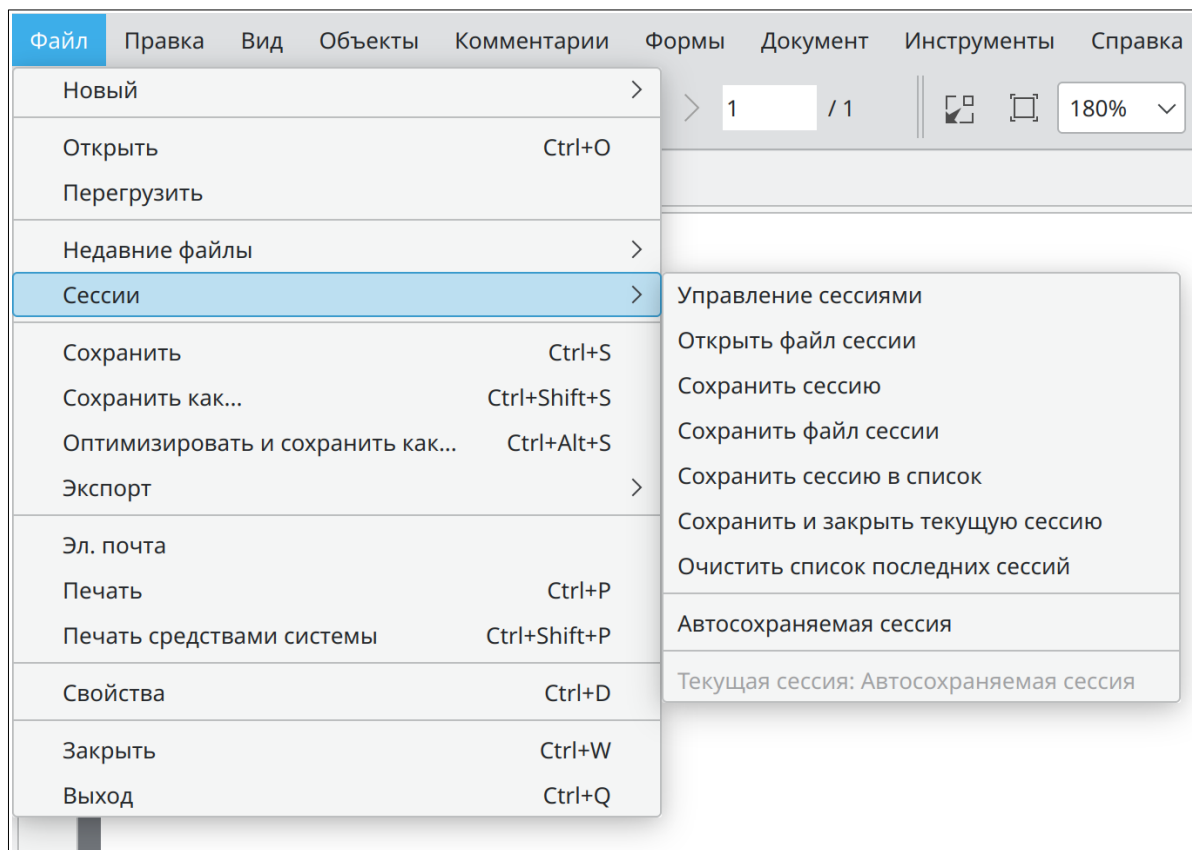 Файл Правка Вид Объекты Комментарии Формы Документ Инструменты Справка
1 / 1 180%
Новый
Открыть Ctrl+O
Перегрузить
Недавние файлы
Сессии
Сохранить Ctrl+S
Сохранить как... Ctrl+Shift+S
Оптимизировать и сохранить как... Ctrl+Alt+S
Экспорт
Эл. почта
Печать Ctrl+P
Печать средствами системы Ctrl+Shift+P
Свойства Ctrl+D
Закрыть Ctrl+W
Выход Ctrl+Q
Управление сессиями
Открыть файл сессии
Сохранить сессию
Сохранить файл сессии
Сохранить сессию в список
Сохранить и закрыть текущую сессию
Очистить список последних сессий
Автосохраняемая сессия
Текущая сессия: Автосохраняемая сессия